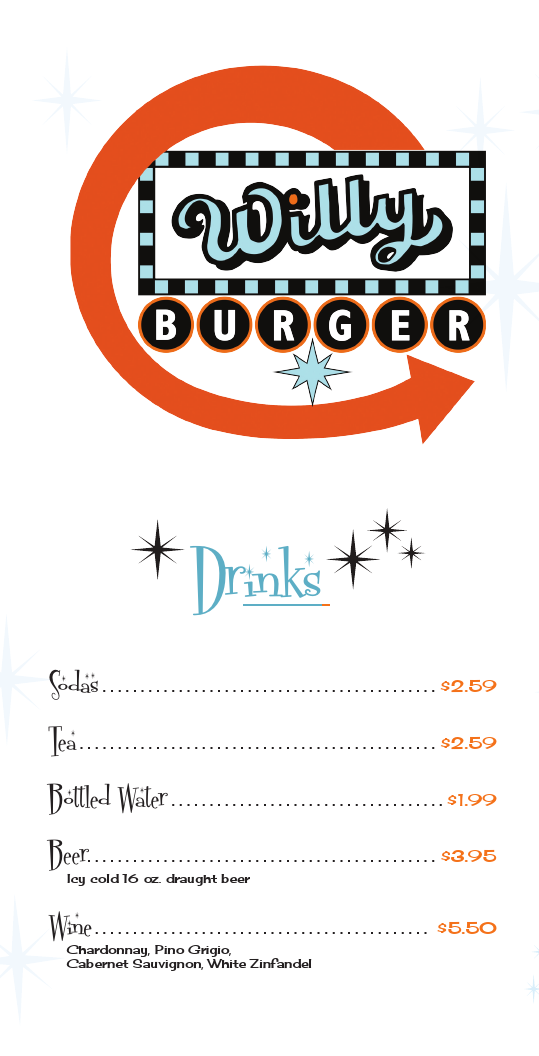 Willy
BURGER
Drinks
Sodas ........................................... $2.59
Tea .............................................. $2.59
Bottled Water ................................... $1.99
Beer ............................................. $3.95
Icy cold 16 oz. draught beer
Wine ........................................... $5.50
Chardonnay, Pino Grigio,
Cabernet Sauvignon, White Zinfandel